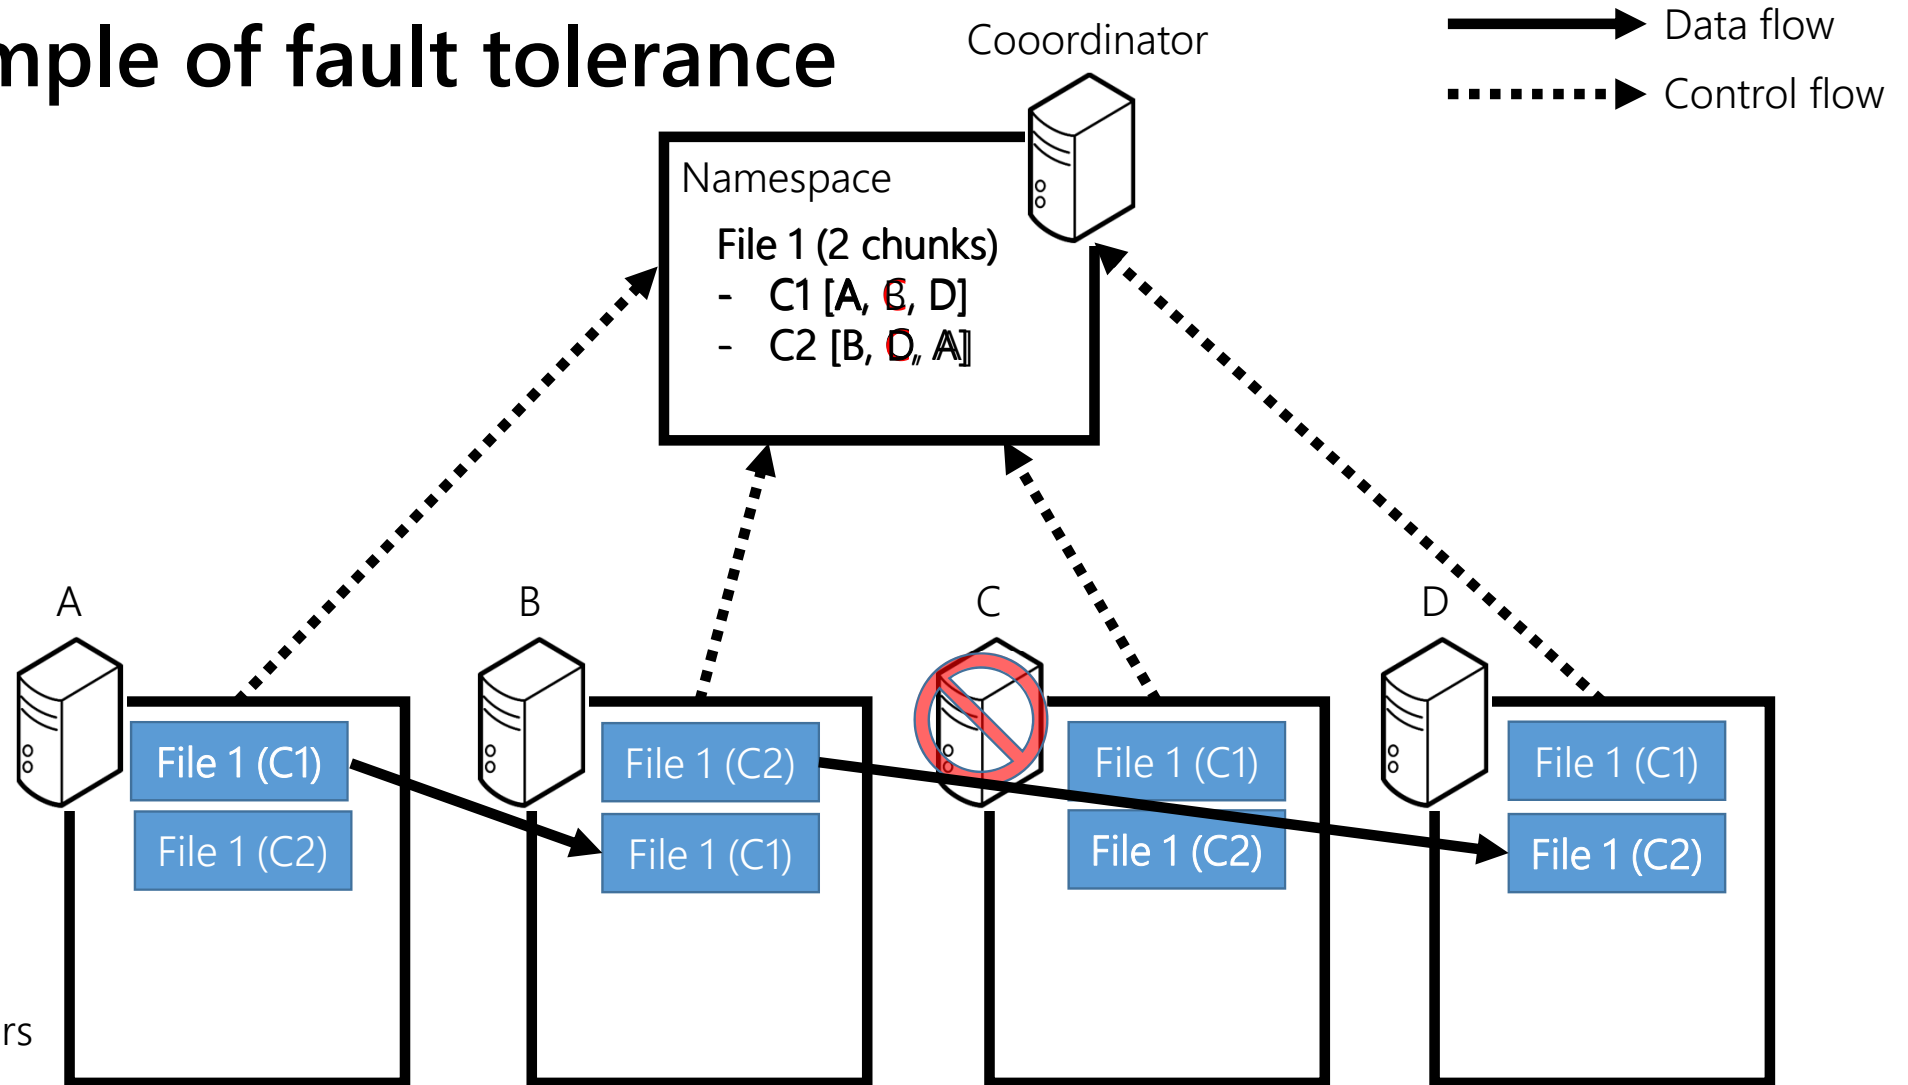 mple of fault tolerance
Cooordinator
Data flow
Control flow
Namespace
File 1 (2 chunks)
- C1 [A, B, D]
- C2 [B, D, A]
A
B
C
D
File 1 (C1)
File 1 (C2)
File 1 (C2)
File 1 (C1)
File 1 (C1)
File 1 (C2)
File 1 (C1)
File 1 (C2)
rs